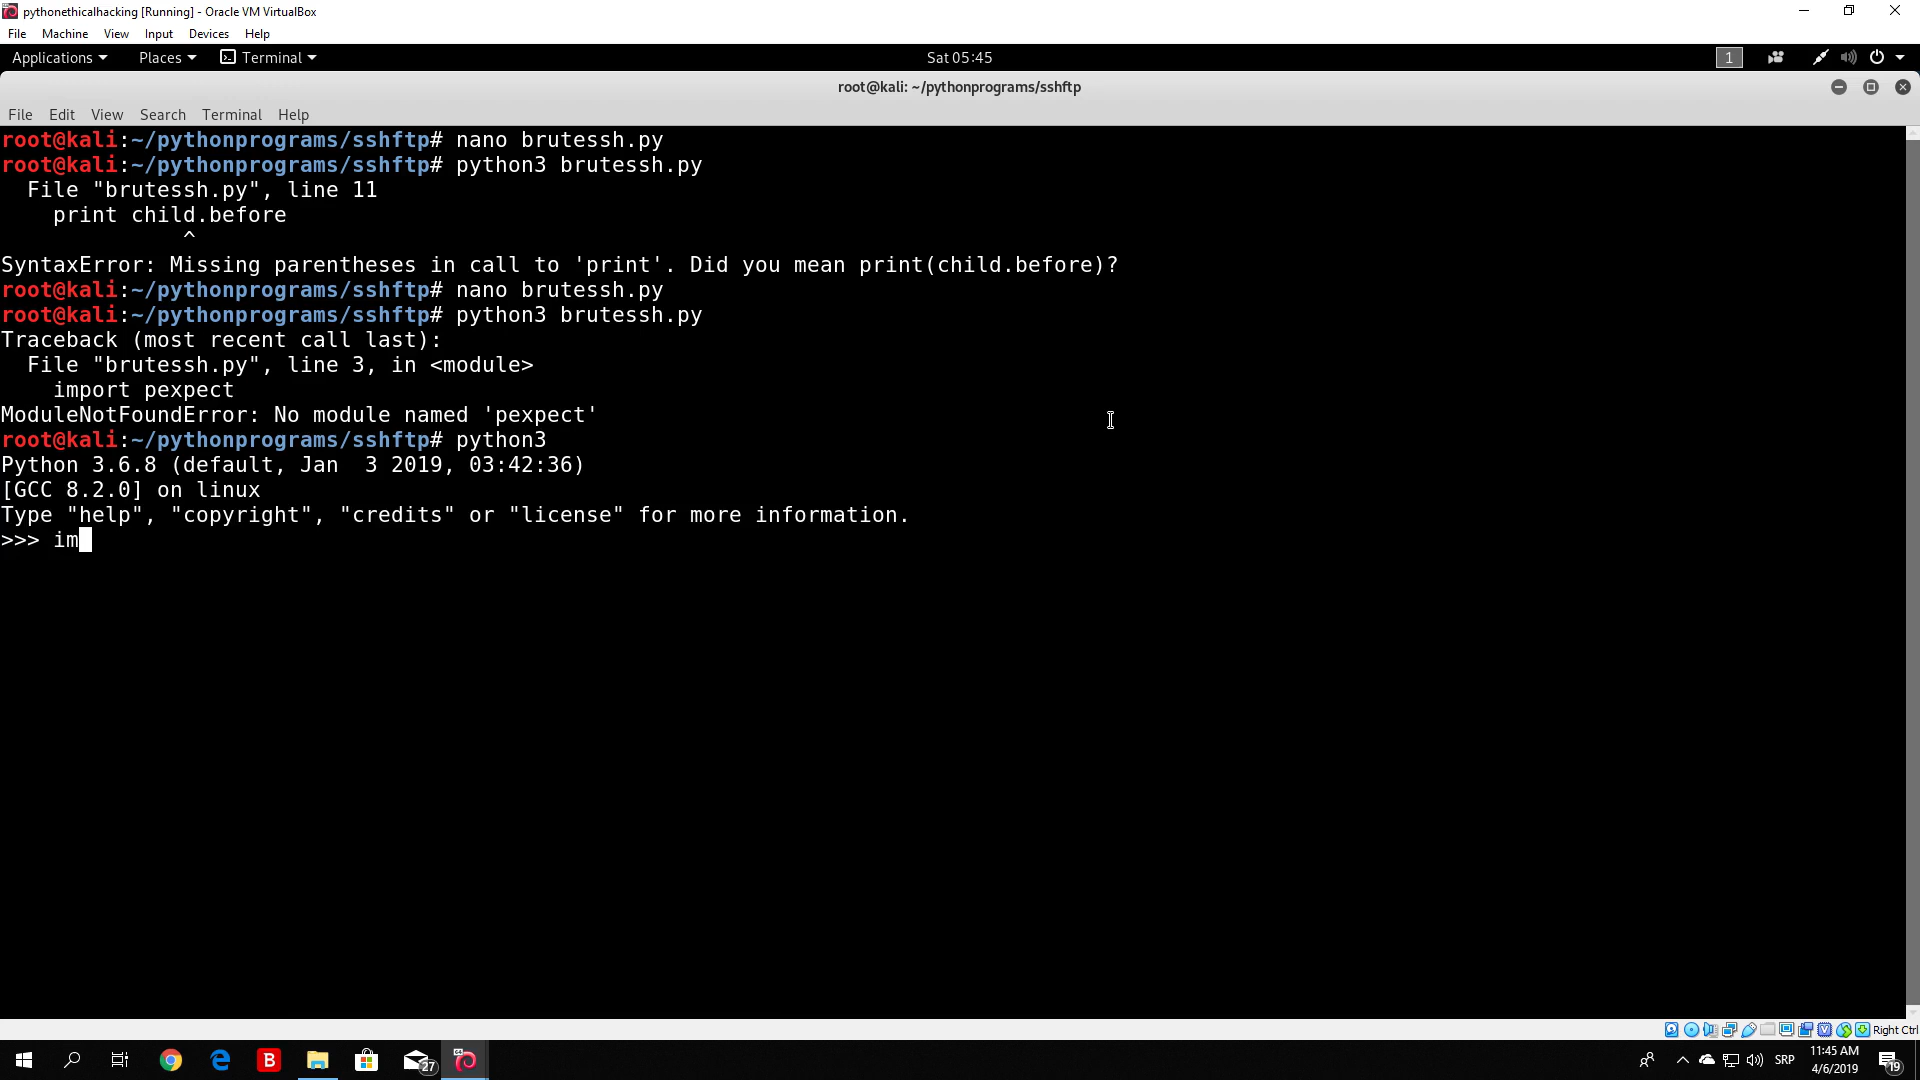 pythonethicalhacking [Running] - Oracle VM VirtualBox
File Machine View Input Devices Help
Applications Places Terminal Sat 05:45 1
root@kali: ~/pythonprograms/sshftp
File Edit View Search Terminal Help
root@kali:~/pythonprograms/sshftp# nano brutessh.py
root@kali:~/pythonprograms/sshftp# python3 brutessh.py
  File "brutessh.py", line 11
    print child.before
              ^
SyntaxError: Missing parentheses in call to 'print'. Did you mean print(child.before)?
root@kali:~/pythonprograms/sshftp# nano brutessh.py
root@kali:~/pythonprograms/sshftp# python3 brutessh.py
Traceback (most recent call last):
  File "brutessh.py", line 3, in <module>
    import pexpect
ModuleNotFoundError: No module named 'pexpect'
root@kali:~/pythonprograms/sshftp# python3
Python 3.6.8 (default, Jan  3 2019, 03:42:36)
[GCC 8.2.0] on linux
Type "help", "copyright", "credits" or "license" for more information.
>>> im
Right Ctrl
B 27 SRP 11:45 AM 19
4/6/2019